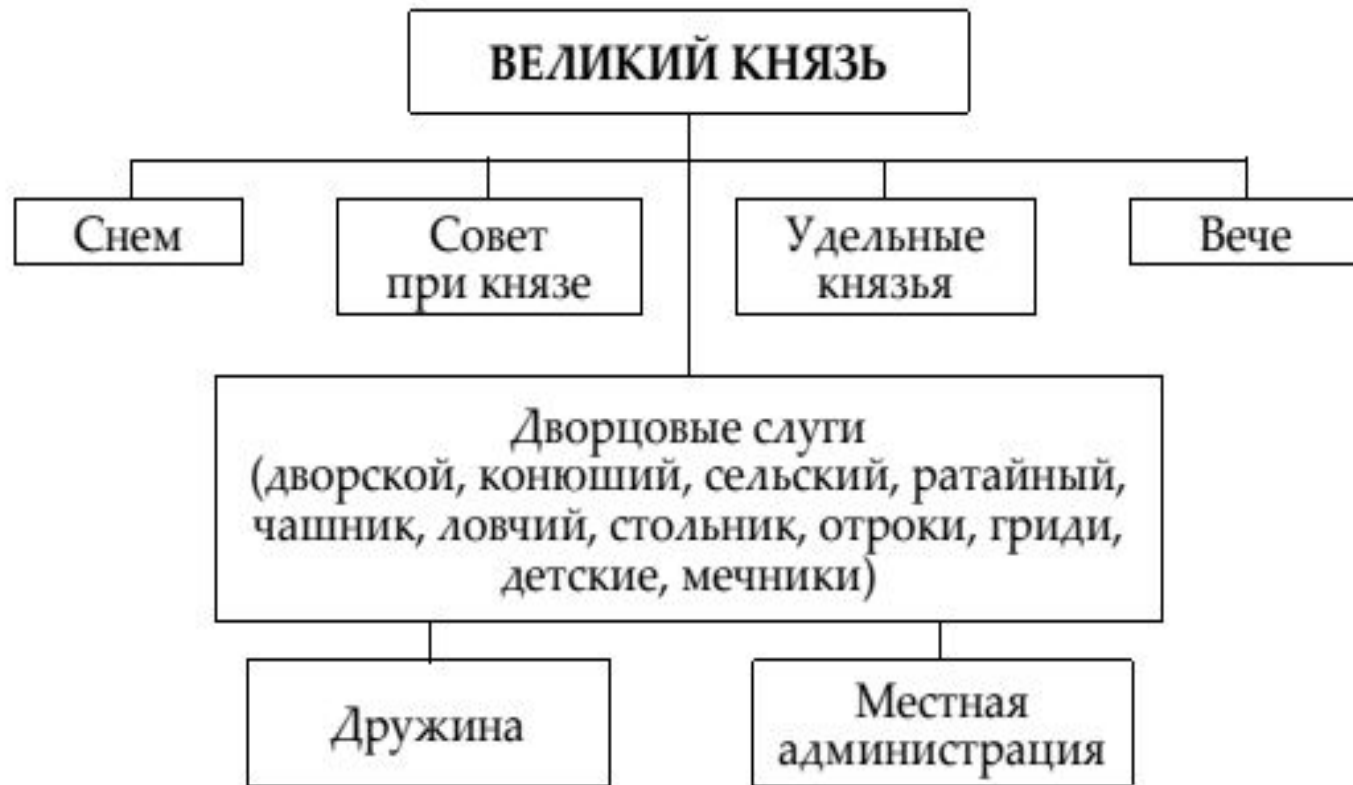 ВЕЛИКИЙ КНЯЗЬ
Снем
Совет
при князе
Удельные
князья
Вече
Дворцовые слуги
(дворской, конюший, сельский, ратайный,
чашник, ловчий, стольник, отроки, гриди,
детские, мечники)
Дружина
Местная
администрация